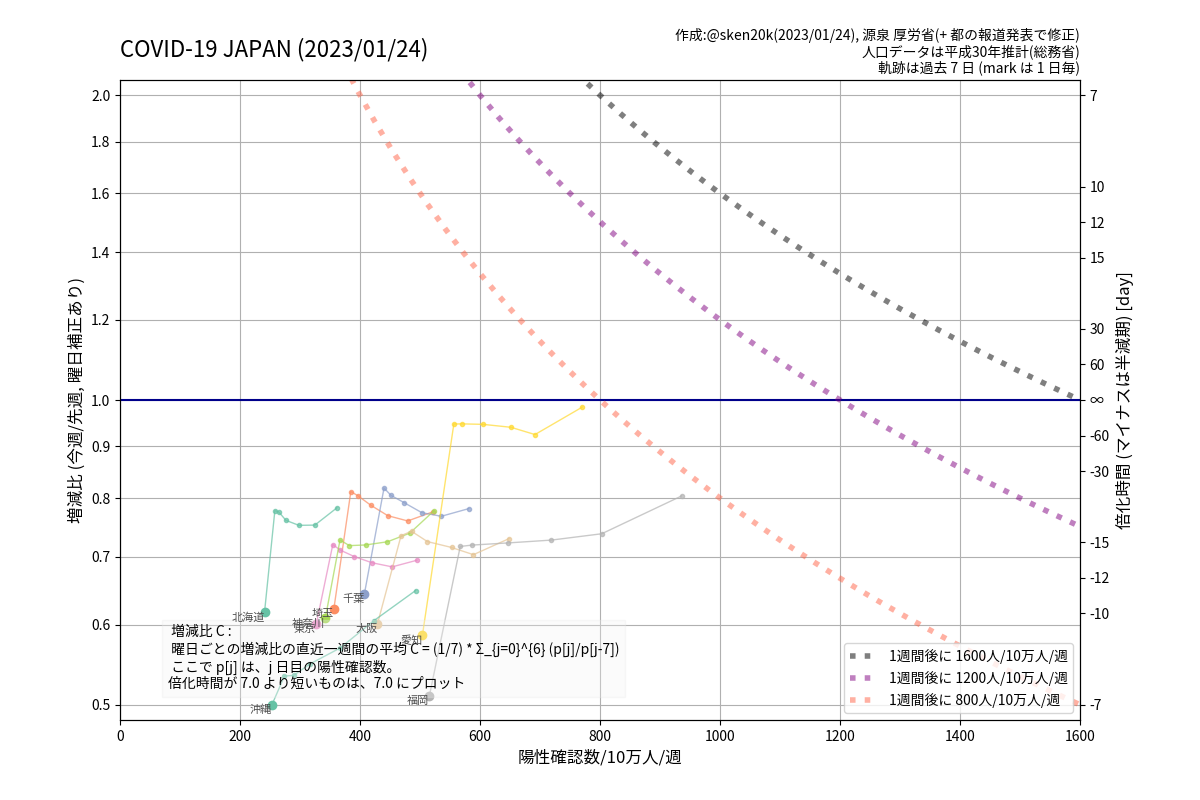 COVID-19 JAPAN (2023/01/24)
作成:@sken20k(2023/01/24), 源泉 厚労省(+ 都の報道発表で修正)
人口データは平成30年推計(総務省)
軌跡は過去 7 日 (mark は 1 日毎)
2.0
1.8
1.6
1.4
1.2
1.0
0.9
0.8
0.7
0.6
0.5
増減比 (今週/先週, 曜日補正あり)
7
10
12
15
30
60
∞
-60
-30
-15
-12
-10
-7
倍化時間 (マイナスは半減期) [day]
千葉
北海道
埼玉
神奈川
東京
大阪
愛知
福岡
沖縄
増減比 C :
曜日ごとの増減比の直近一週間の平均 C = (1/7) * Σ_{j=0}^{6} (p[j]/p[j-7])
ここで p[j] は、j 日目の陽性確認数。
倍化時間が 7.0 より短いものは、7.0 にプロット
1週間後に 1600人/10万人/週
1週間後に 1200人/10万人/週
1週間後に 800人/10万人/週
0
200
400
600
800
1000
1200
1400
1600
陽性確認数/10万人/週